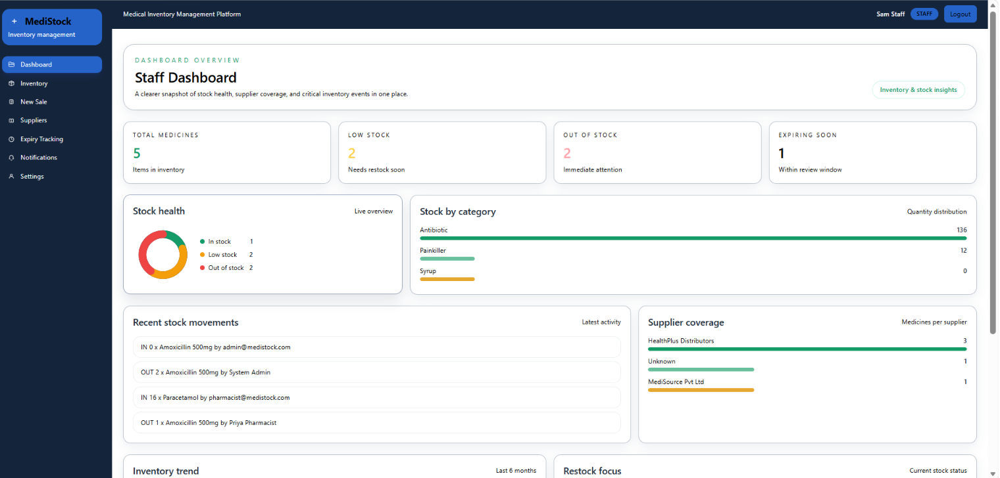 + MediStock
Inventory management
Dashboard
Inventory
New Sale
Suppliers
Expiry Tracking
Notifications
Settings
Medical Inventory Management Platform
Sam Staff STAFF Logout
DASHBOARD OVERVIEW
Staff Dashboard
A clearer snapshot of stock health, supplier coverage, and critical inventory events in one place.
Inventory & stock insights
TOTAL MEDICINES
5
Items in inventory
LOW STOCK
2
Needs restock soon
OUT OF STOCK
2
Immediate attention
EXPIRING SOON
1
Within review window
Stock health Live overview
In stock 1
Low stock 2
Out of stock 2
Stock by category Quantity distribution
Antibiotic 136
Painkiller 12
Syrup 0
Recent stock movements Latest activity
IN 0 x Amoxicillin 500mg by admin@medistock.com
OUT 2 x Amoxicillin 500mg by System Admin
IN 16 x Paracetamol by pharmacist@medistock.com
OUT 1 x Amoxicillin 500mg by Priya Pharmacist
Supplier coverage Medicines per supplier
HealthPlus Distributors 3
Unknown 1
MediSource Pvt Ltd 1
Inventory trend Last 6 months
Restock focus Current stock status